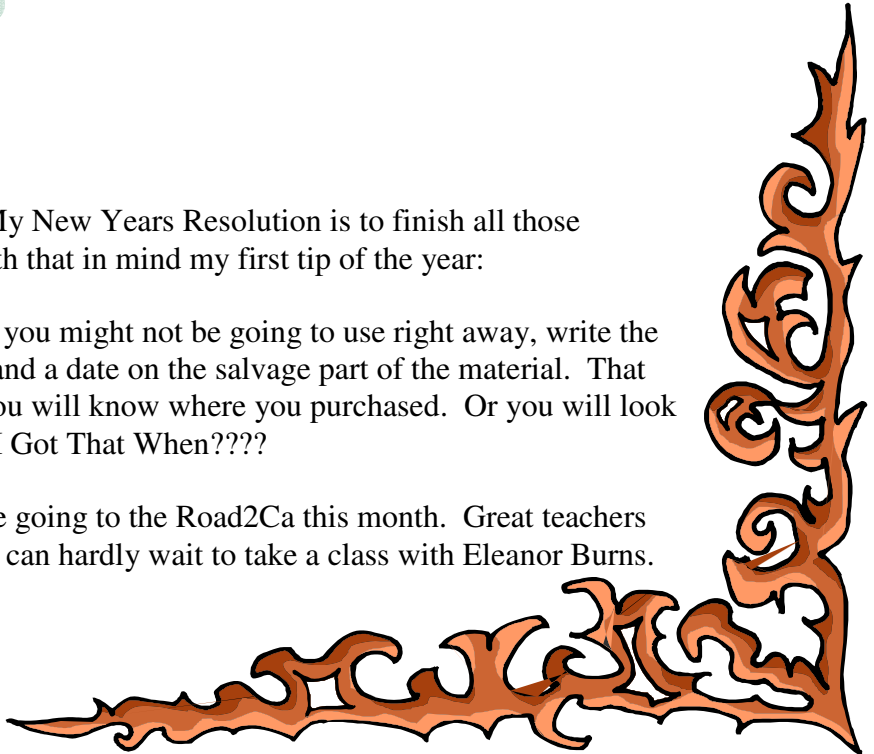 My New Years Resolution is to finish all those
that in mind my first tip of the year:
you might not be going to use right away, write the
and a date on the salvage part of the material. That
you will know where you purchased. Or you will look
Got That When????
going to the Road2Ca this month. Great teachers
can hardly wait to take a class with Eleanor Burns.